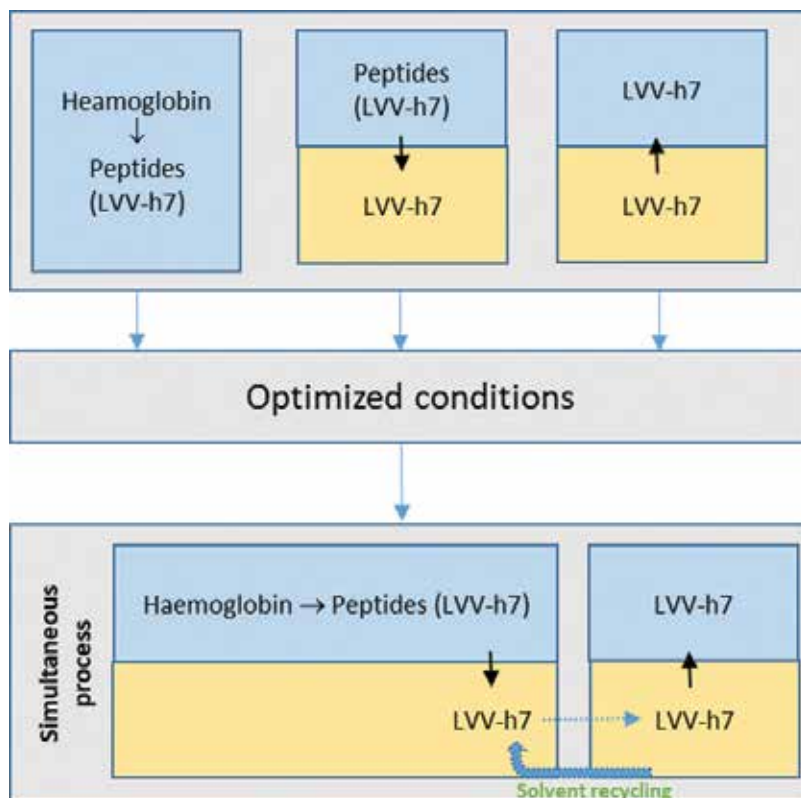 Heamoglobin
↓
Peptides
(LVV-h7)
Peptides
(LVV-h7)
LVV-h7
LVV-h7
LVV-h7
Optimized conditions
Simultaneous
process
Haemoglobin → Peptides (LVV-h7)
LVV-h7
LVV-h7
LVV-h7
Solvent recycling